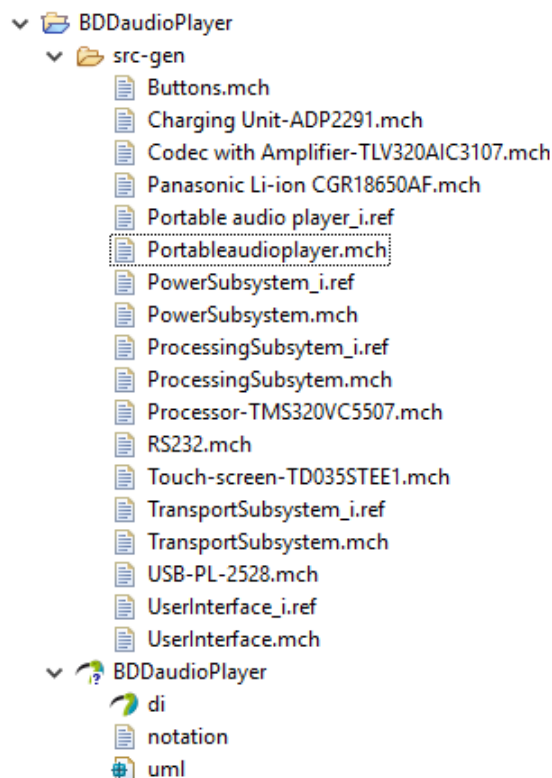 BDDaudioPlayer
src-gen
Buttons.mch
Charging Unit-ADP2291.mch
Codec with Amplifier-TLV320AIC3107.mch
Panasonic Li-ion CGR18650AF.mch
Portable audio player_i.ref
Portableaudioplayer.mch
PowerSubsystem_i.ref
PowerSubsystem.mch
ProcessingSubsytem_i.ref
ProcessingSubsytem.mch
Processor-TMS320VC5507.mch
RS232.mch
Touch-screen-TD035STEE1.mch
TransportSubsystem_i.ref
TransportSubsystem.mch
USB-PL-2528.mch
UserInterface_i.ref
UserInterface.mch
BDDaudioPlayer
di
notation
uml